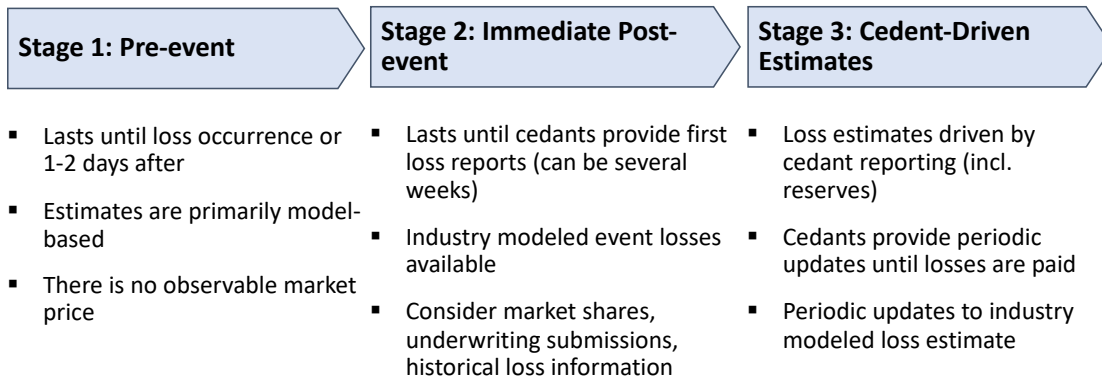 Stage 1: Pre-event
▪ Lasts until loss occurrence or
1-2 days after
▪ Estimates are primarily model-
based
▪ There is no observable market
price
Stage 2: Immediate Post-
event
▪ Lasts until cedants provide first
loss reports (can be several
weeks)
▪ Industry modeled event losses
available
▪ Consider market shares,
underwriting submissions,
historical loss information
Stage 3: Cedent-Driven
Estimates
▪ Loss estimates driven by
cedant reporting (incl.
reserves)
▪ Cedants provide periodic
updates until losses are paid
▪ Periodic updates to industry
modeled loss estimate